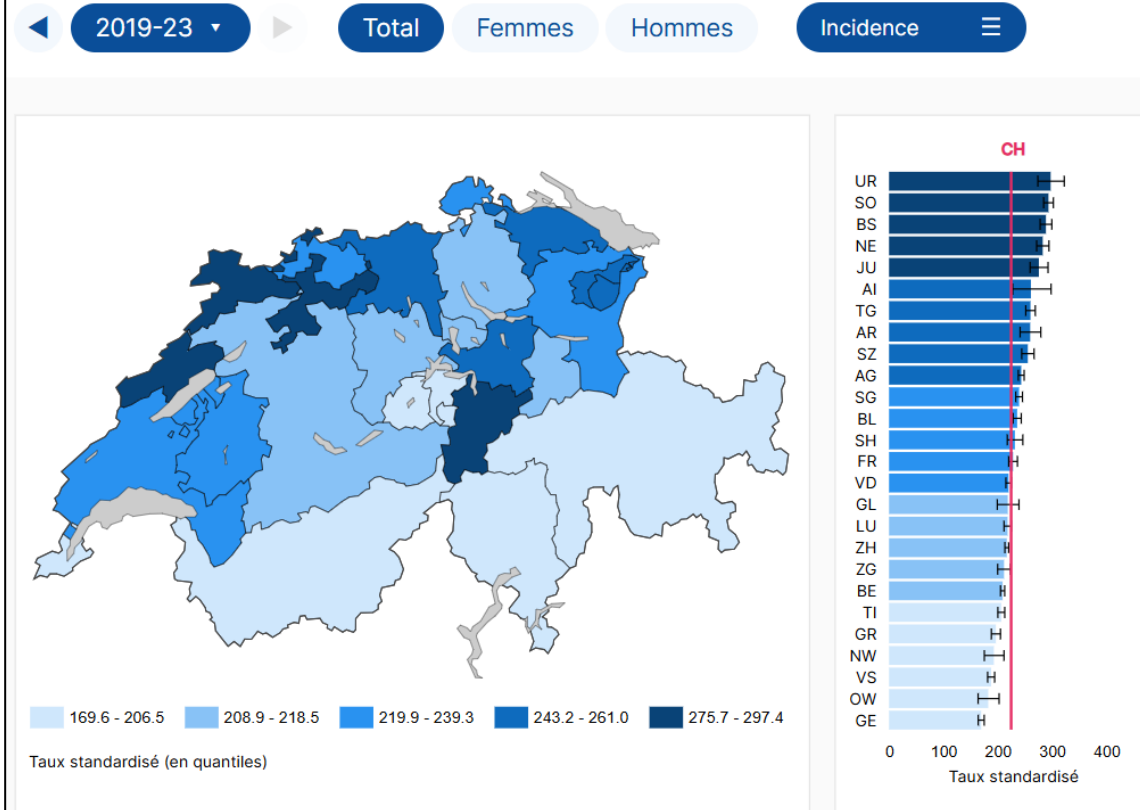 2019-23
Total
Femmes
Hommes
Incidence
169.6 - 206.5
208.9 - 218.5
219.9 - 239.3
243.2 - 261.0
275.7 - 297.4
Taux standardisé (en quantiles)
CH
UR
SO
BS
NE
JU
AI
TG
AR
SZ
AG
SG
BL
SH
FR
VD
GL
LU
ZH
ZG
BE
TI
GR
NW
VS
OW
GE
0 100 200 300 400
Taux standardisé